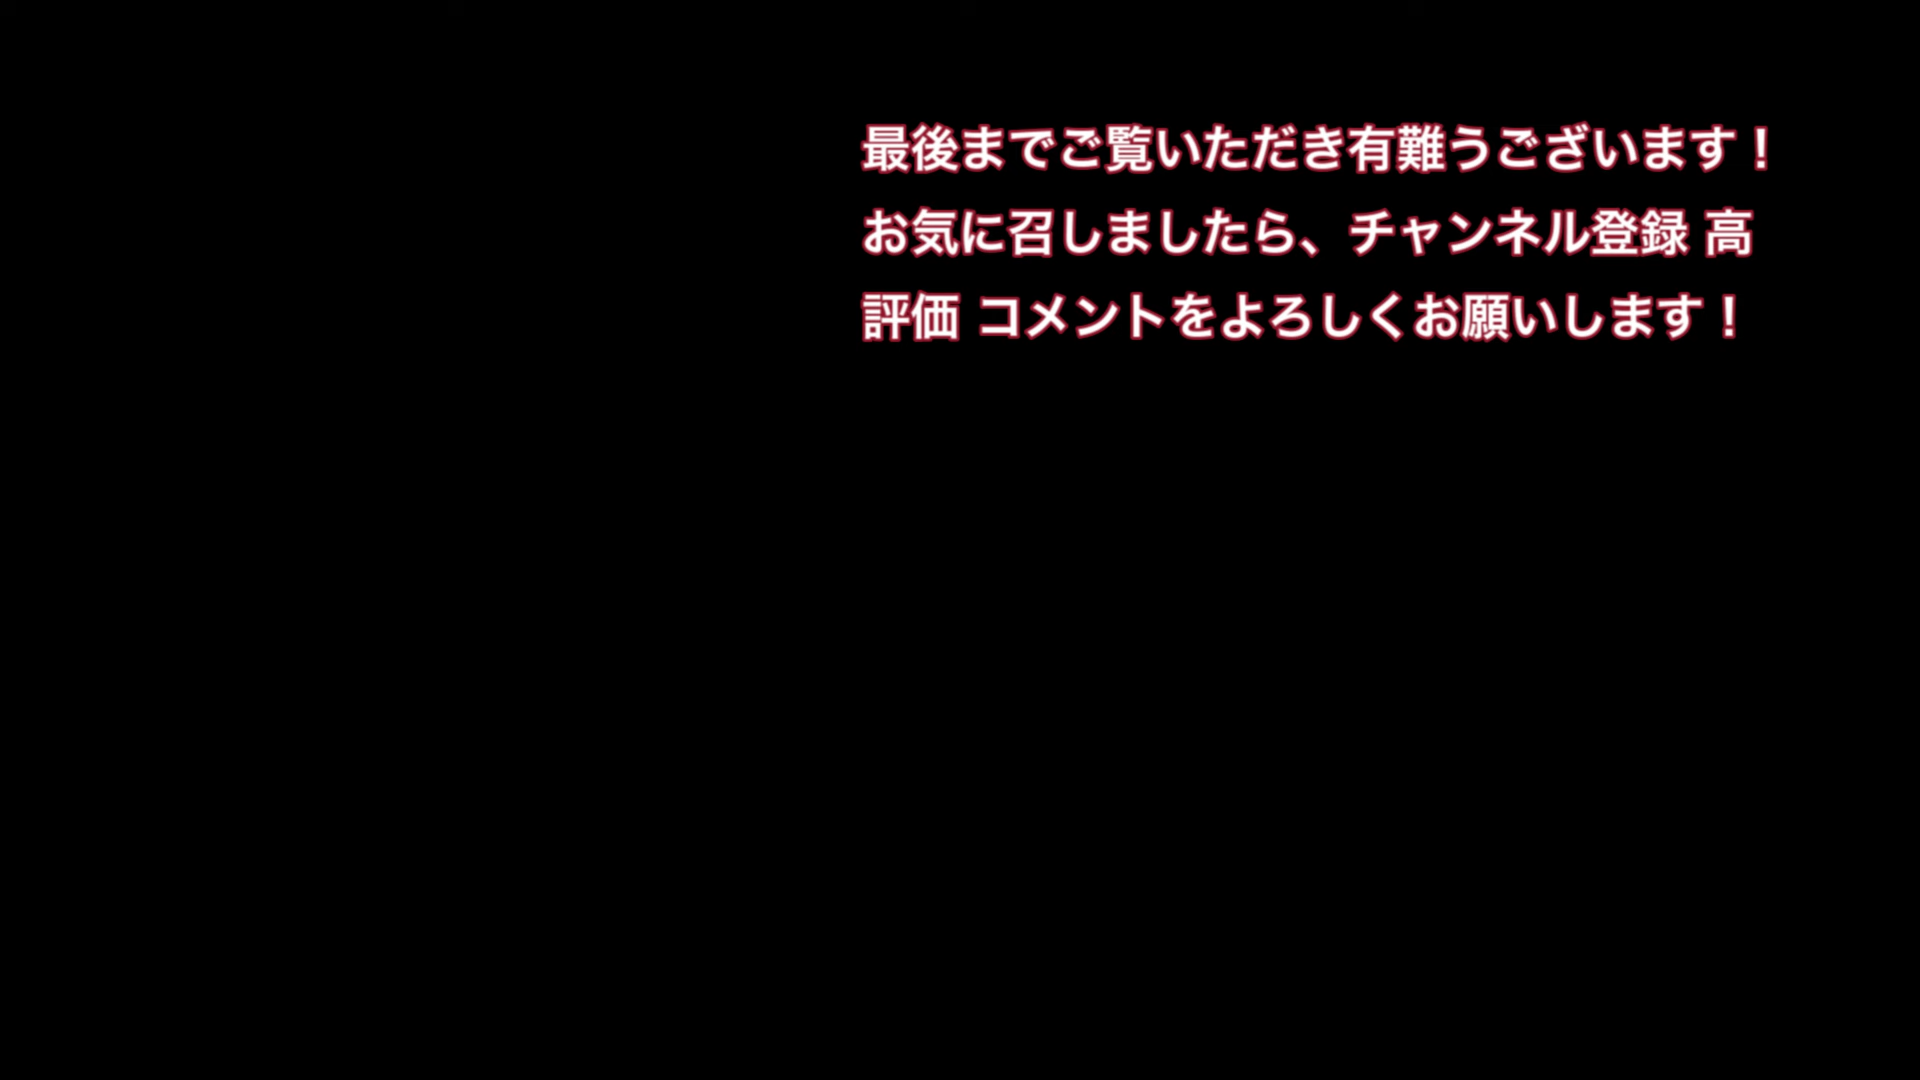 最後までご覧いただき有難うございます！
お気に召しましたら、チャンネル登録 高
評価 コメントをよろしくお願いします！